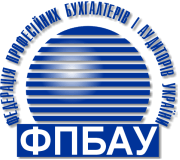 ФЕДЕРАЦІЯ ПРОФЕСІЙНИХ БУХГАЛТЕРІВ І АУДИТОРІВ УКРАЇНИ
ФПБАУ